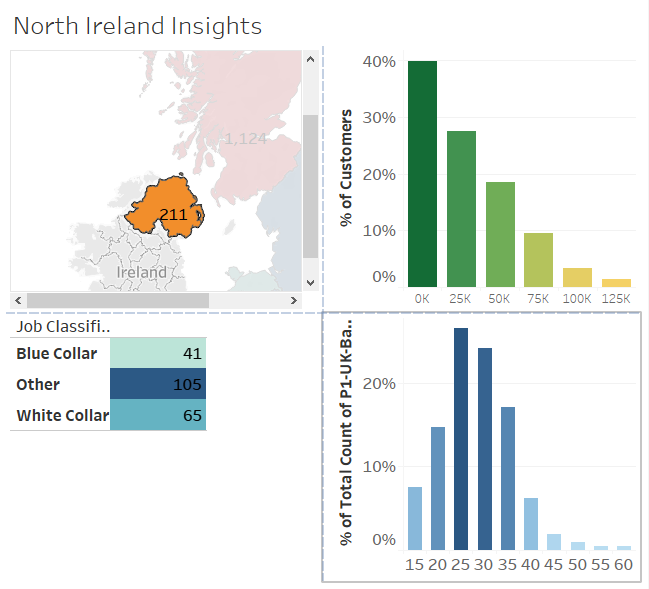 North Ireland Insights
1,124
211
Ireland
% of Customers
40%
30%
20%
10%
0%
0K 25K 50K 75K 100K 125K
Job Classifi..
Blue Collar 41
Other 105
White Collar 65
% of Total Count of P1-UK-Ba..
20%
10%
0%
15 20 25 30 35 40 45 50 55 60